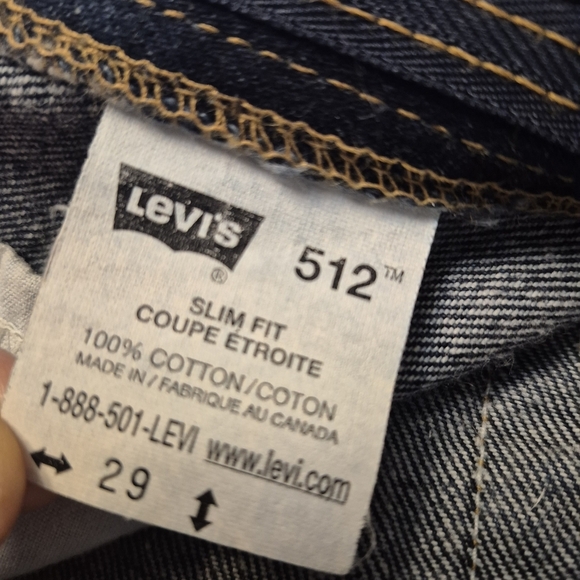 Levi's ®
512™
SLIM FIT
COUPE ÉTROITE
100% COTTON/COTON
MADE IN / FABRIQUE AU CANADA
1-888-501-LEVI www.levi.com
↔ 29 ↕